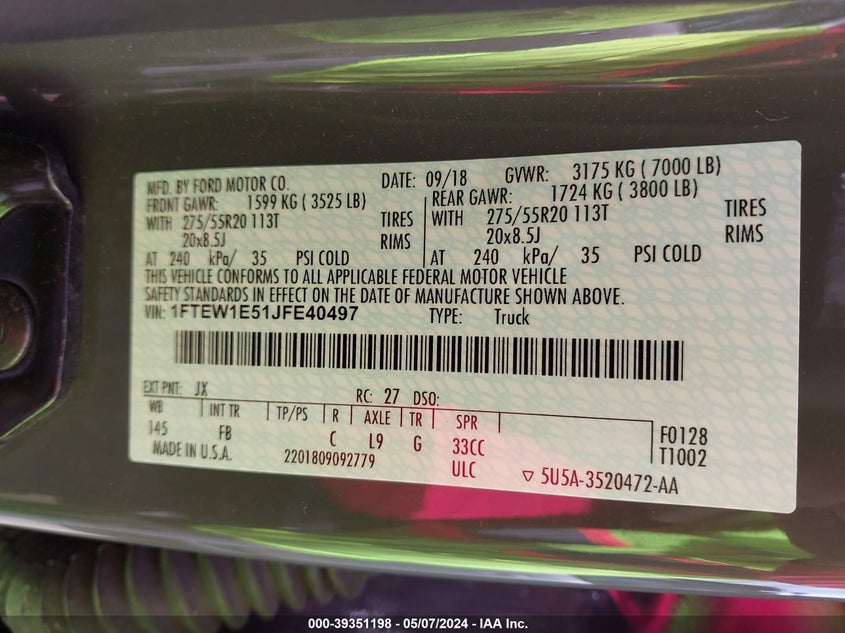 MFD. BY FORD MOTOR CO. DATE: 09/18 GVWR: 3175 KG ( 7000 LB)
FRONT GAWR: 1599 KG ( 3525 LB) REAR GAWR: 1724 KG ( 3800 LB)
WITH 275/55R20 113T TIRES WITH 275/55R20 113T TIRES
20x8.5J RIMS 20x8.5J RIMS
AT 240 kPa/ 35 PSI COLD AT 240 kPa/ 35 PSI COLD
THIS VEHICLE CONFORMS TO ALL APPLICABLE FEDERAL MOTOR VEHICLE
SAFETY STANDARDS IN EFFECT ON THE DATE OF MANUFACTURE SHOWN ABOVE.
VIN: 1FTEW1E51JFE40497 TYPE: Truck
EXT PNT: JX RC: 27 DSO:
WB INT TR TP/PS R AXLE TR SPR
145 FB C L9 G 33CC F0128
MADE IN U.S.A. 2201809092779 ULC T1002
▽ 5U5A-3520472-AA
000-39351198 - 05/07/2024 - IAA Inc.